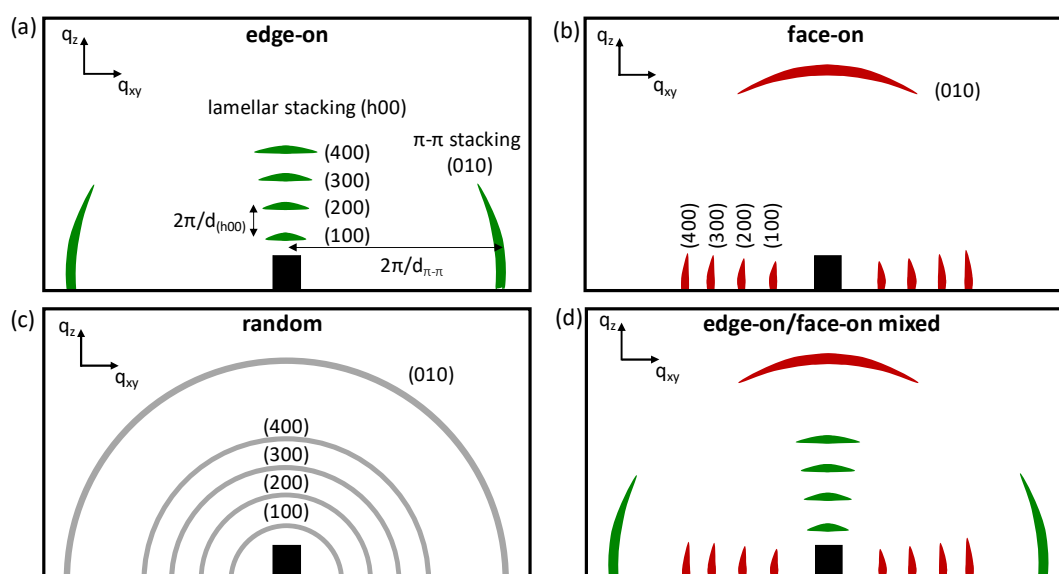 (a)
edge-on
qz
qxy
lamellar stacking (h00)
π-π stacking
(010)
(400)
(300)
(200)
(100)
2π/d(h00)
2π/dπ-π
(b)
face-on
qz
qxy
(010)
(400)
(300)
(200)
(100)
(c)
random
qz
qxy
(010)
(400)
(300)
(200)
(100)
(d)
edge-on/face-on mixed
qz
qxy